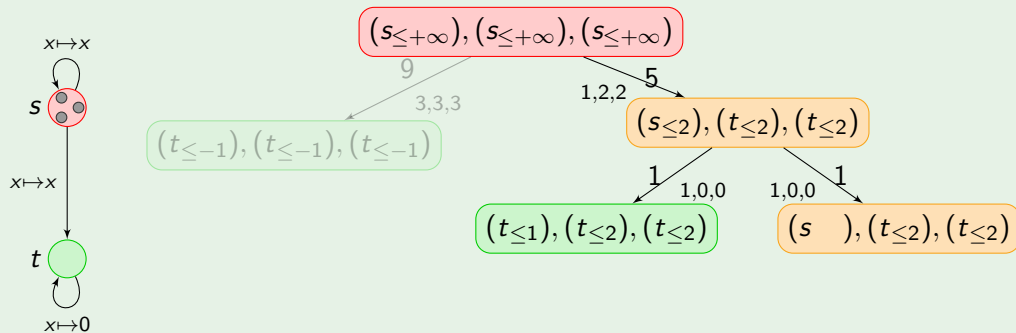 x↦x
s
x↦x
t
x↦0
(s≤+∞),(s≤+∞),(s≤+∞)
9
3,3,3
5
1,2,2
(t≤−1),(t≤−1),(t≤−1)
(s≤2),(t≤2),(t≤2)
1
1,0,0
1
1,0,0
(t≤1),(t≤2),(t≤2)
(s ),(t≤2),(t≤2)